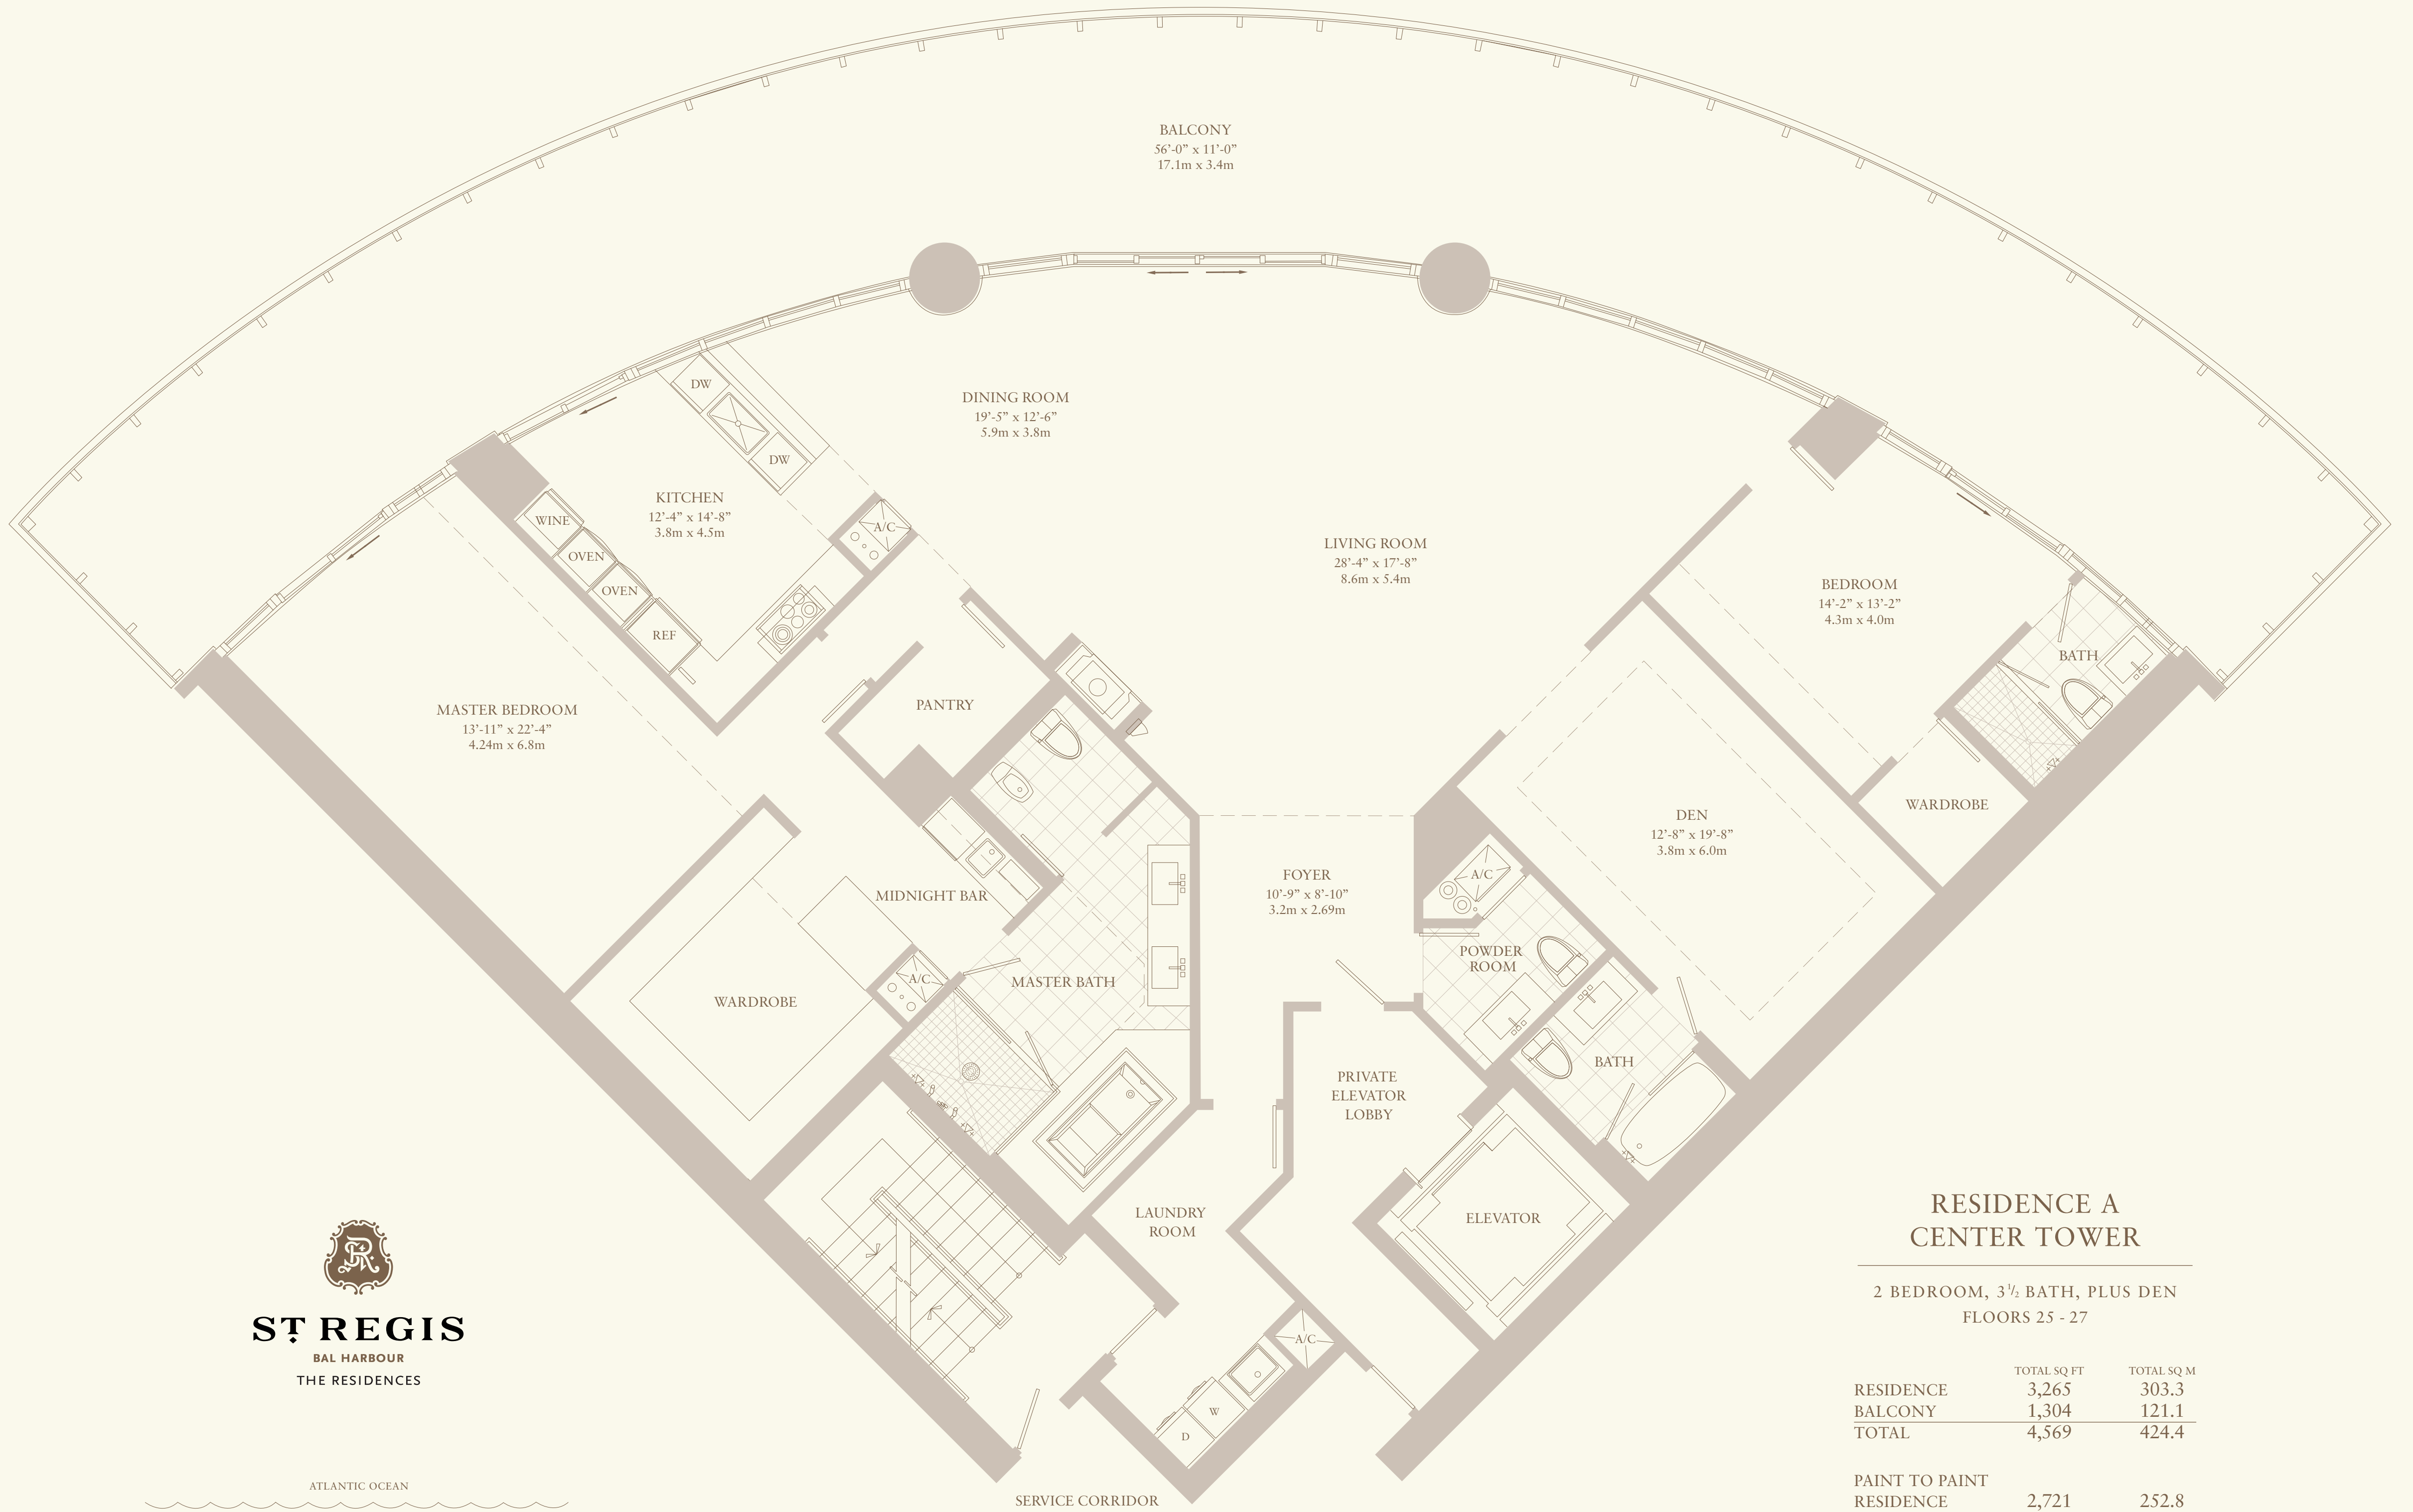 BALCONY
56’-0” x 11’-0”
17.1m x 3.4m
DINING ROOM
19’-5” x 12’-6”
5.9m x 3.8m
DW
DW
KITCHEN
12’-4” x 14’-8”
3.8m x 4.5m
WINE
OVEN
OVEN
REF
A/C
LIVING ROOM
28’-4” x 17’-8”
8.6m x 5.4m
BEDROOM
14’-2” x 13’-2”
4.3m x 4.0m
BATH
MASTER BEDROOM
13’-11” x 22’-4”
4.24m x 6.8m
PANTRY
WARDROBE
DEN
12’-8” x 19’-8”
3.8m x 6.0m
FOYER
10’-9” x 8’-10”
3.2m x 2.69m
A/C
MIDNIGHT BAR
POWDER
ROOM
MASTER BATH
A/C
WARDROBE
BATH
PRIVATE
ELEVATOR
LOBBY
LAUNDRY
ROOM
ELEVATOR
A/C
W
D
SERVICE CORRIDOR
SR
ST REGIS
BAL HARBOUR
THE RESIDENCES
ATLANTIC OCEAN
RESIDENCE A
CENTER TOWER
2 BEDROOM, 3 1/2 BATH, PLUS DEN
FLOORS 25 - 27
TOTAL SQ FT TOTAL SQ M
RESIDENCE 3,265 303.3
BALCONY 1,304 121.1
TOTAL 4,569 424.4
PAINT TO PAINT
RESIDENCE 2,721 252.8